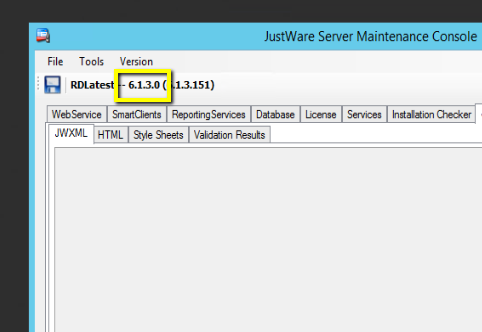 JustWare Server Maintenance Console
File Tools Version
RDLatest - 6.1.3.0 ( .1.3.151)
WebService SmartClients ReportingServices Database License Services Installation Checker
JWXML HTML Style Sheets Validation Results